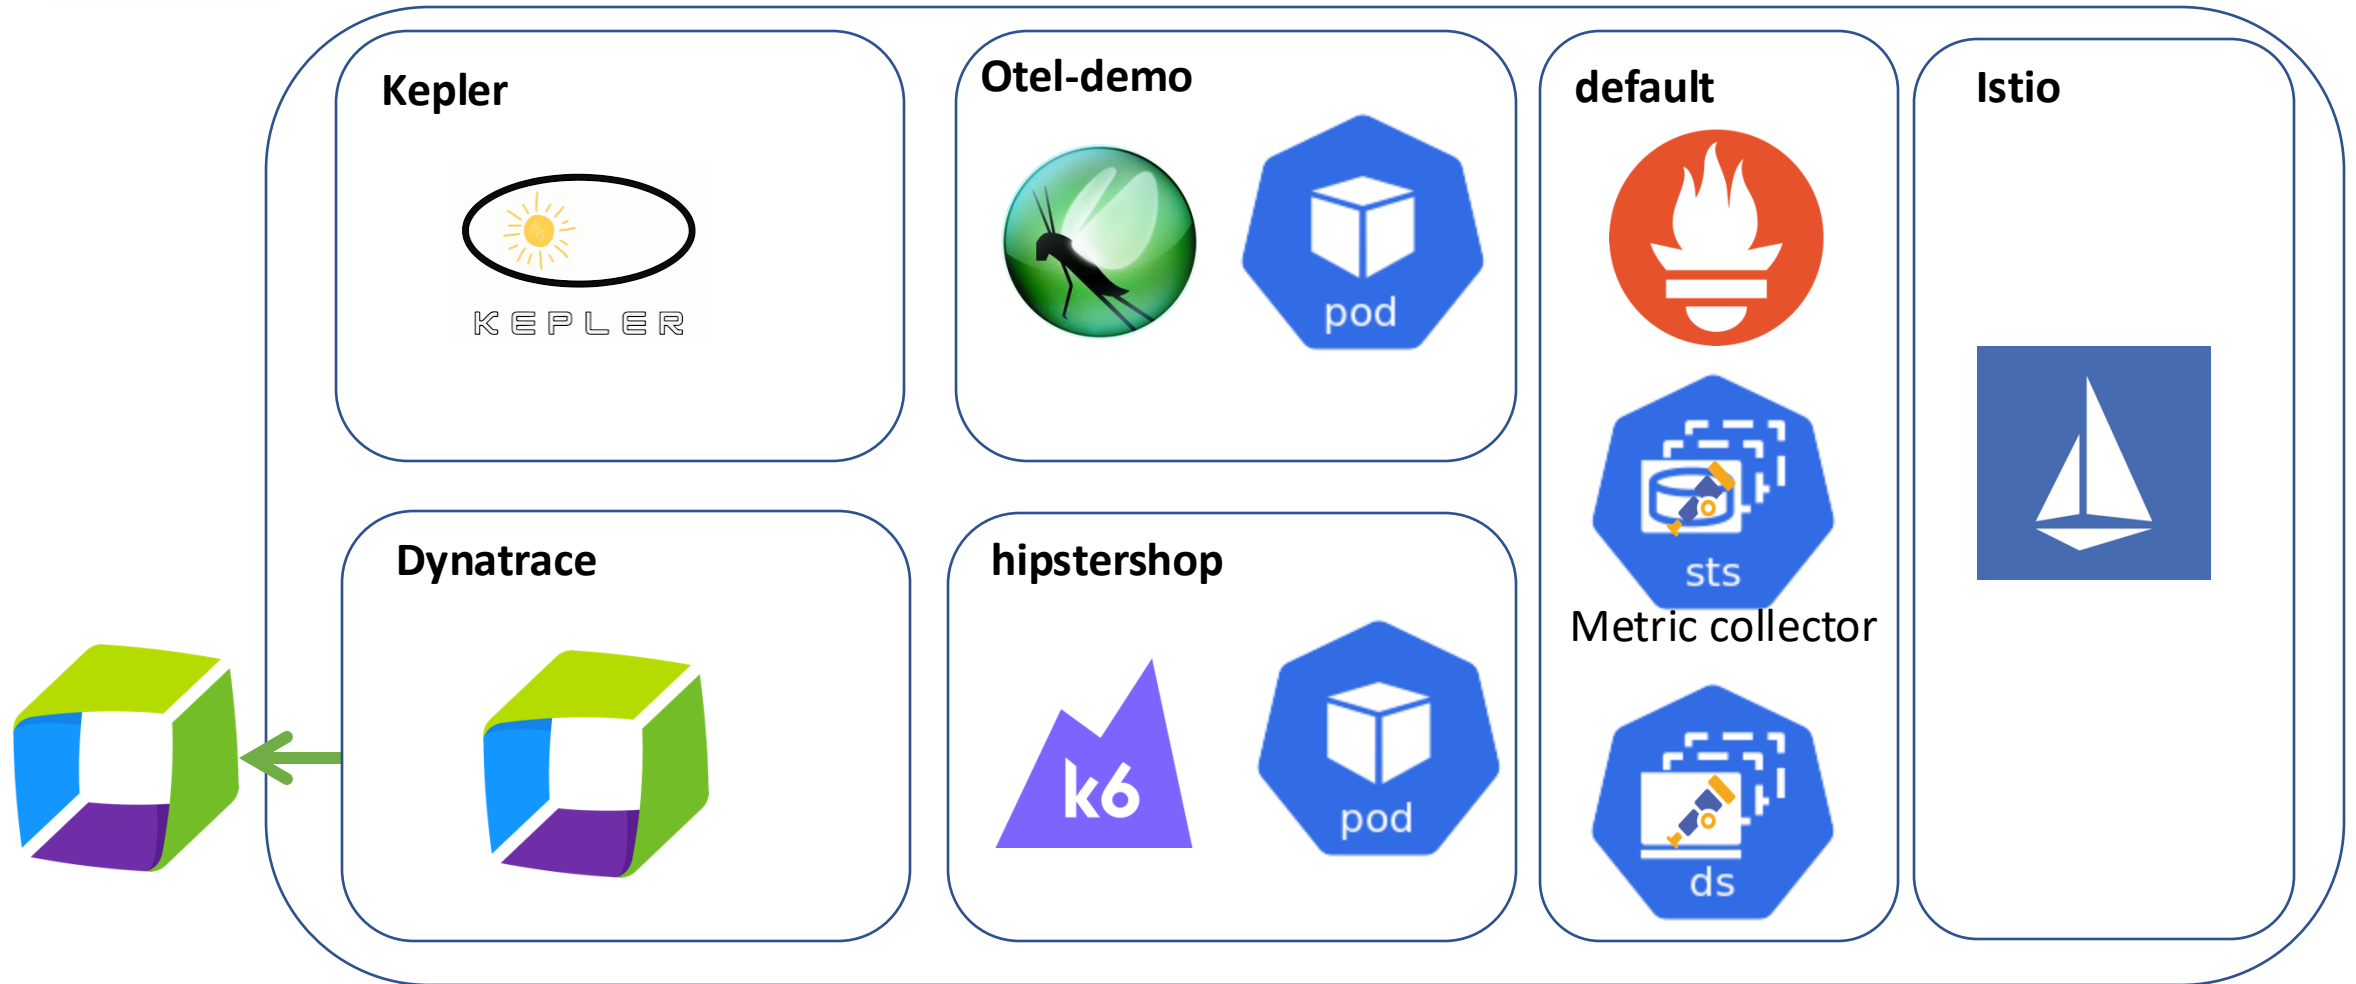 Kepler
KEPLER
Otel-demo
pod
default
sts
Metric collector
ds
Istio
Dynatrace
hipstershop
k6
pod